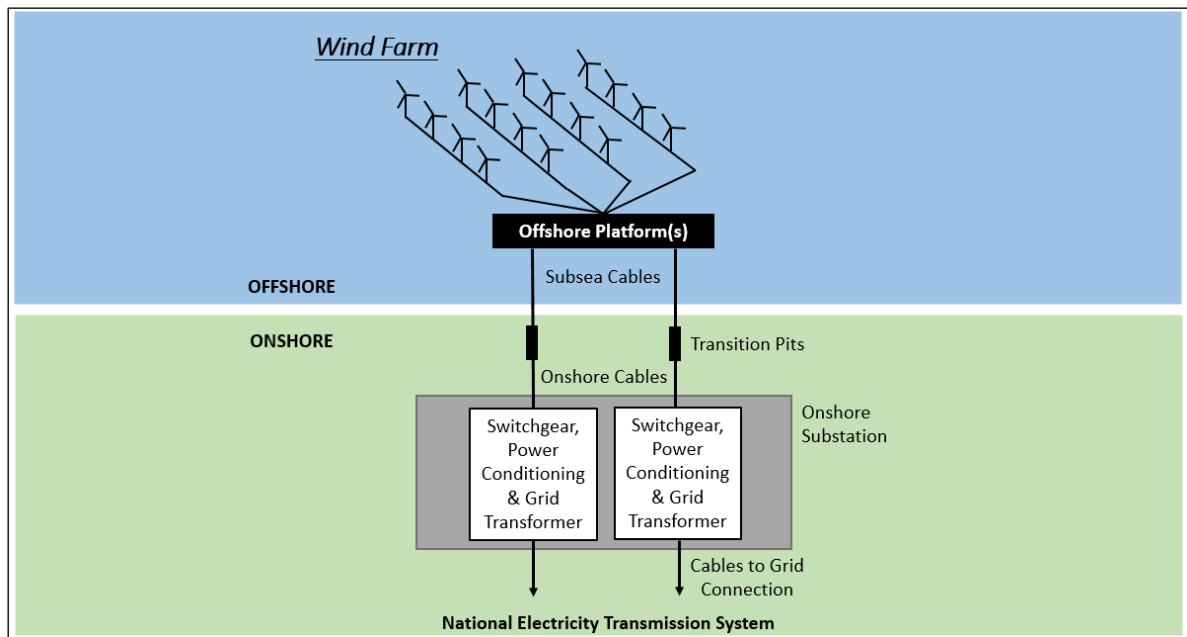 Wind Farm
Offshore Platform(s)
Subsea Cables
OFFSHORE
ONSHORE
Transition Pits
Onshore Cables
Onshore
Substation
Switchgear,
Power
Conditioning
& Grid
Transformer
Switchgear,
Power
Conditioning
& Grid
Transformer
Cables to Grid
Connection
National Electricity Transmission System